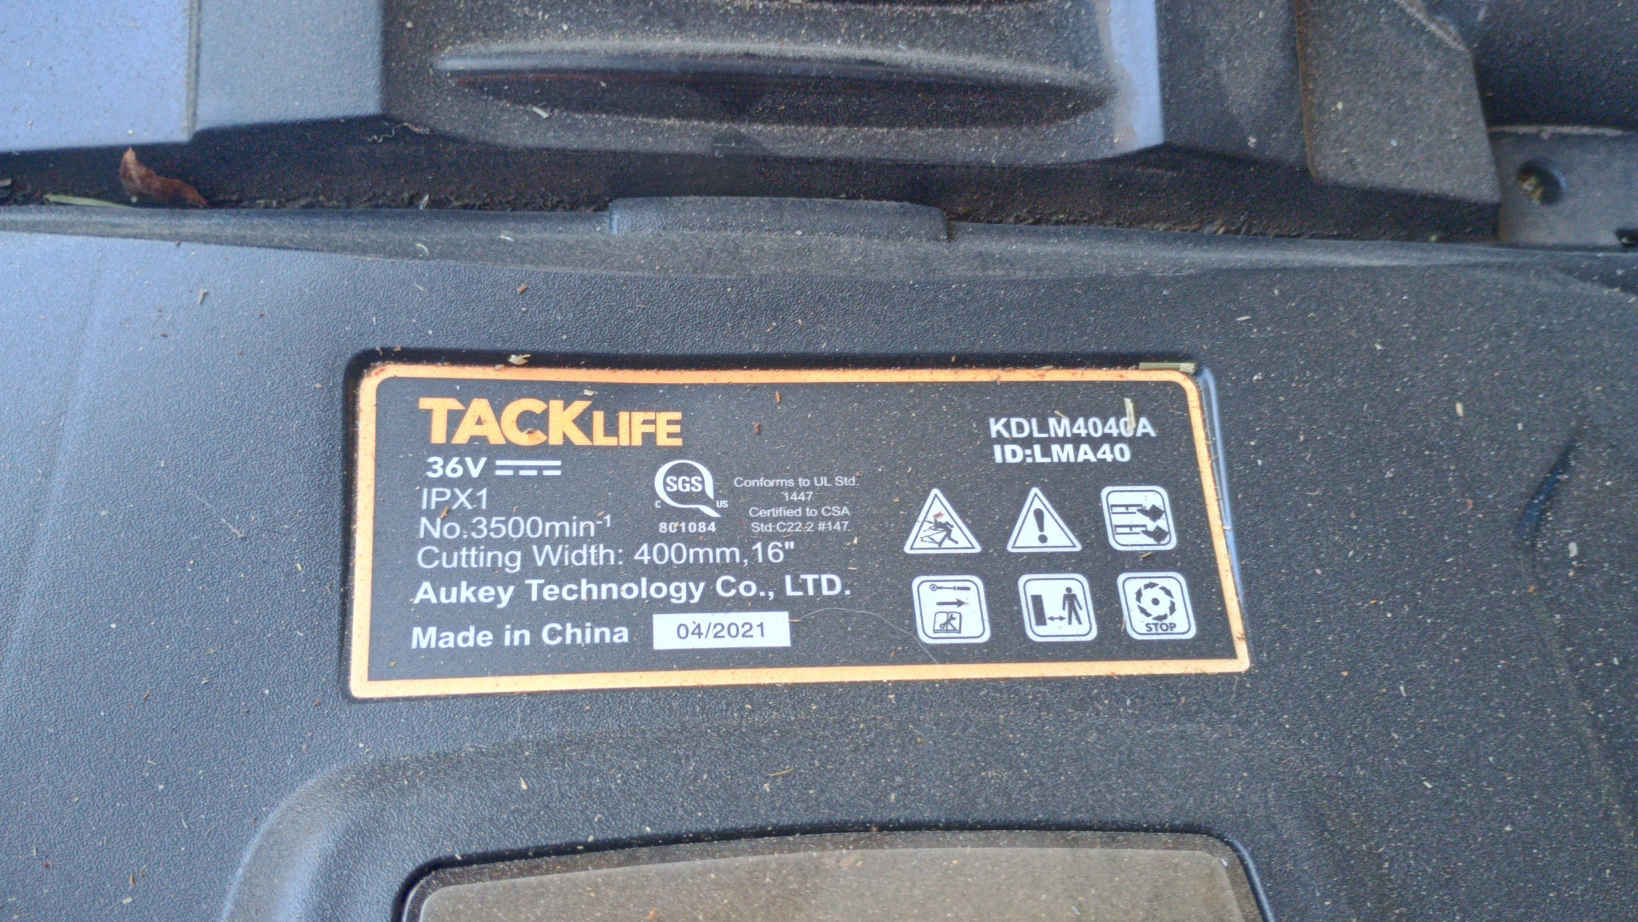 TACKLIFE
36V
IPX1
No:3500min⁻¹
Cutting Width: 400mm,16"
Aukey Technology Co., LTD.
Made in China 04/2021
SGS
C US
801084
Conforms to UL Std.
1447
Certified to CSA
Std:C22-2 #147
KDLM4040A
ID:LMA40
STOP